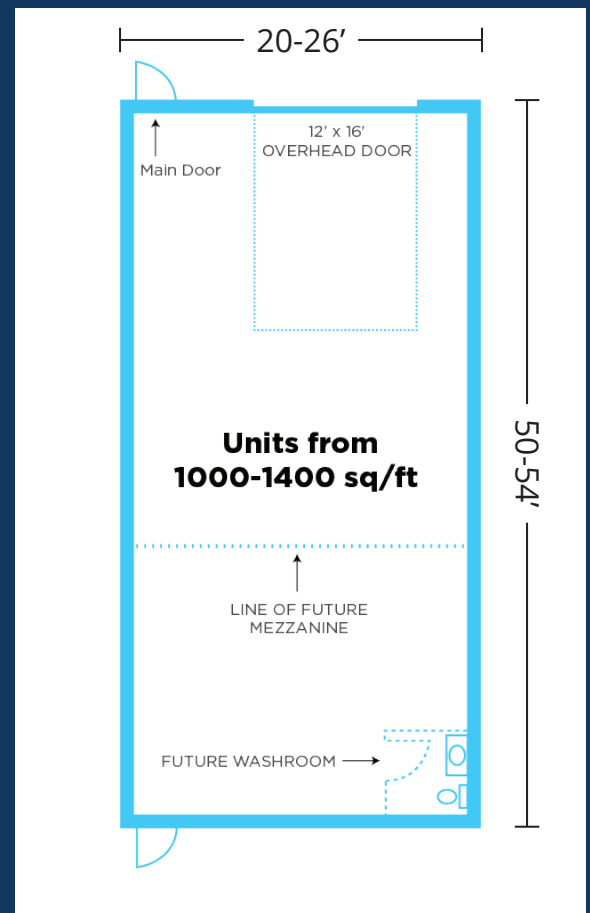 20-26’
12’ x 16’
OVERHEAD DOOR
Main Door
Units from
1000-1400 sq/ft
50-54’
LINE OF FUTURE
MEZZANINE
FUTURE WASHROOM